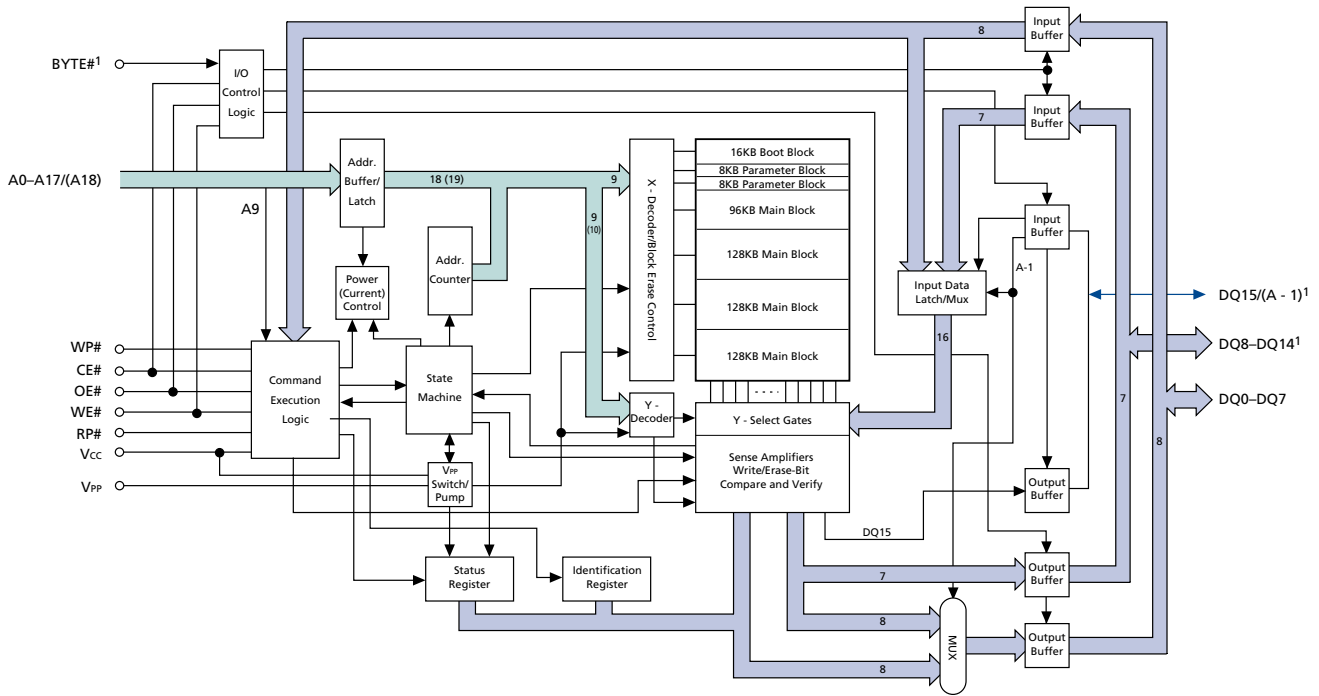 BYTE#1
I/O
Control
Logic
A0–A17/(A18)
A9
Addr.
Buffer/
Latch
18 (19)
9
9
(10)
Power
(Current)
Control
Addr.
Counter
X - Decoder/Block Erase Control
16KB Boot Block
8KB Parameter Block
8KB Parameter Block
96KB Main Block
128KB Main Block
128KB Main Block
128KB Main Block
8
Input
Buffer
7
Input
Buffer
Input
Buffer
A-1
Input Data
Latch/Mux
16
DQ15/(A - 1)1
DQ8–DQ141
DQ0–DQ7
7
8
WP#
CE#
OE#
WE#
RP#
VCC
VPP
Command
Execution
Logic
State
Machine
VPP
Switch/
Pump
Y -
Decoder
Y - Select Gates
Sense Amplifiers
Write/Erase-Bit
Compare and Verify
DQ15
Output
Buffer
Status
Register
Identification
Register
7
Output
Buffer
8
8
MUX
Output
Buffer